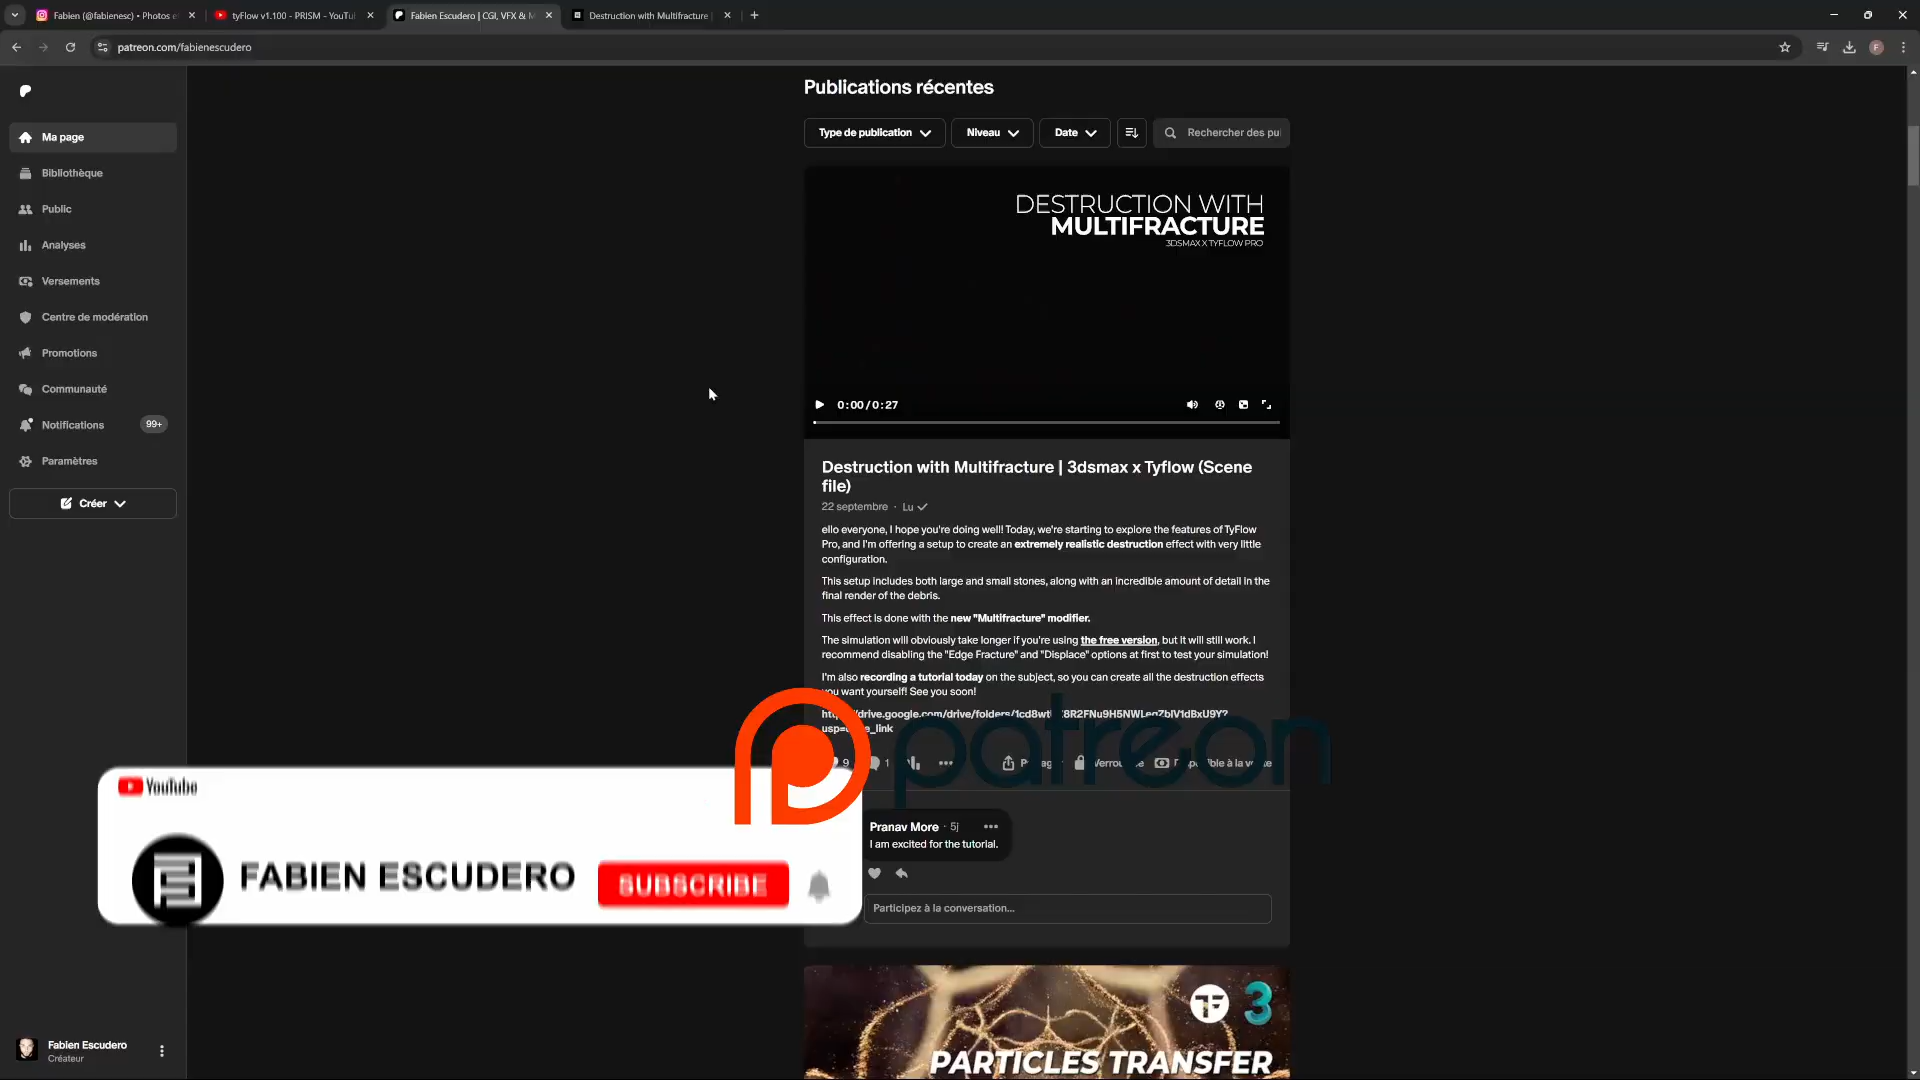 Fabien (@fabienesc) • Photos e
tyFlow v1.100 - PRISM - YouTu
Fabien Escudero | CGI, VFX & M
Destruction with Multifracture |
patreon.com/fabienescudero
F
Ma page
Bibliothèque
Public
Analyses
Versements
Centre de modération
Promotions
Communauté
Notifications
99+
Paramètres
Créer
Fabien Escudero
Créateur
Publications récentes
Type de publication
Niveau
Date
Rechercher des pu
DESTRUCTION WITH
MULTIFRACTURE
3DSMAX X TYFLOW PRO
0:00/0:27
Destruction with Multifracture | 3dsmax x Tyflow (Scene
file)
22 septembre · Lu
ello everyone, I hope you're doing well! Today, we're starting to explore the features of TyFlow
Pro, and I'm offering a setup to create an extremely realistic destruction effect with very little
configuration.
This setup includes both large and small stones, along with an incredible amount of detail in the
final render of the debris.
This effect is done with the new "Multifracture" modifier.
The simulation will obviously take longer if you're using the free version, but it will still work. I
recommend disabling the "Edge Fracture" and "Displace" options at first to test your simulation!
I'm also recording a tutorial today on the subject, so you can create all the destruction effects
you want yourself! See you soon!
9
1
patreon
Pranav More · 5j
I am excited for the tutorial.
Participez à la conversation...
YouTube
FABIEN ESCUDERO
SUBSCRIBE
TF
3
PARTICLES TRANSFER